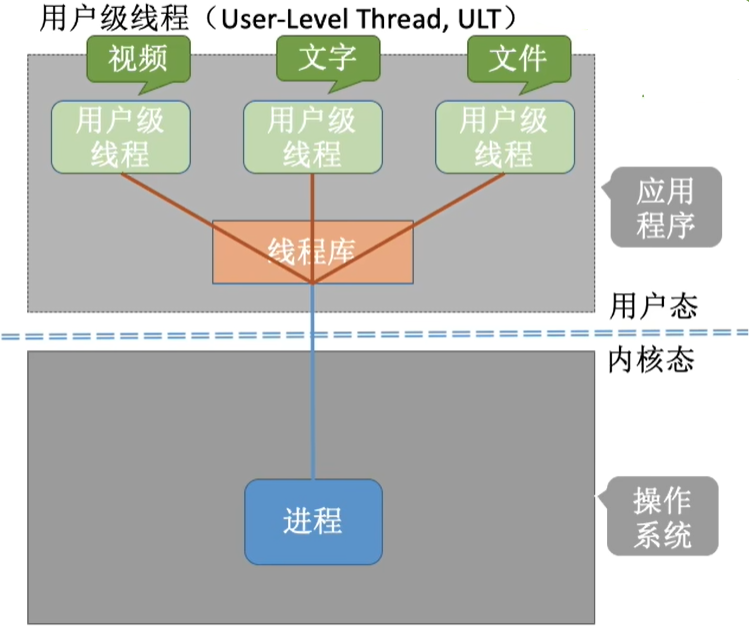 用户级线程（User-Level Thread, ULT）
视频
文字
文件
用户级
线程
用户级
线程
用户级
线程
应用
程序
线程库
用户态
内核态
进程
操作
系统